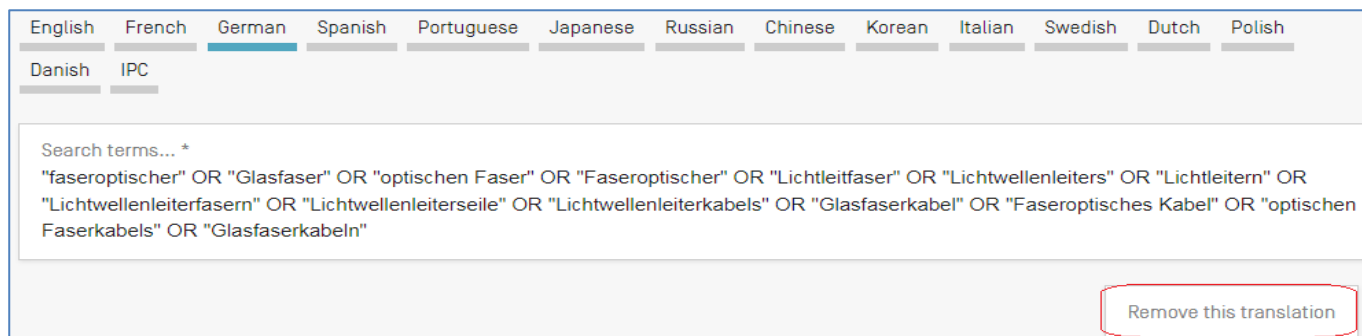 English French German Spanish Portuguese Japanese Russian Chinese Korean Italian Swedish Dutch Polish
Danish IPC
Search terms... *
"faseroptischer" OR "Glasfaser" OR "optischen Faser" OR "Faseroptischer" OR "Lichtleitfaser" OR "Lichtwellenleiters" OR "Lichtleitern" OR
"Lichtwellenleiterfasern" OR "Lichtwellenleiterseile" OR "Lichtwellenleiterkabels" OR "Glasfaserkabel" OR "Faseroptisches Kabel" OR "optischen
Faserkabels" OR "Glasfaserkabeln"
Remove this translation